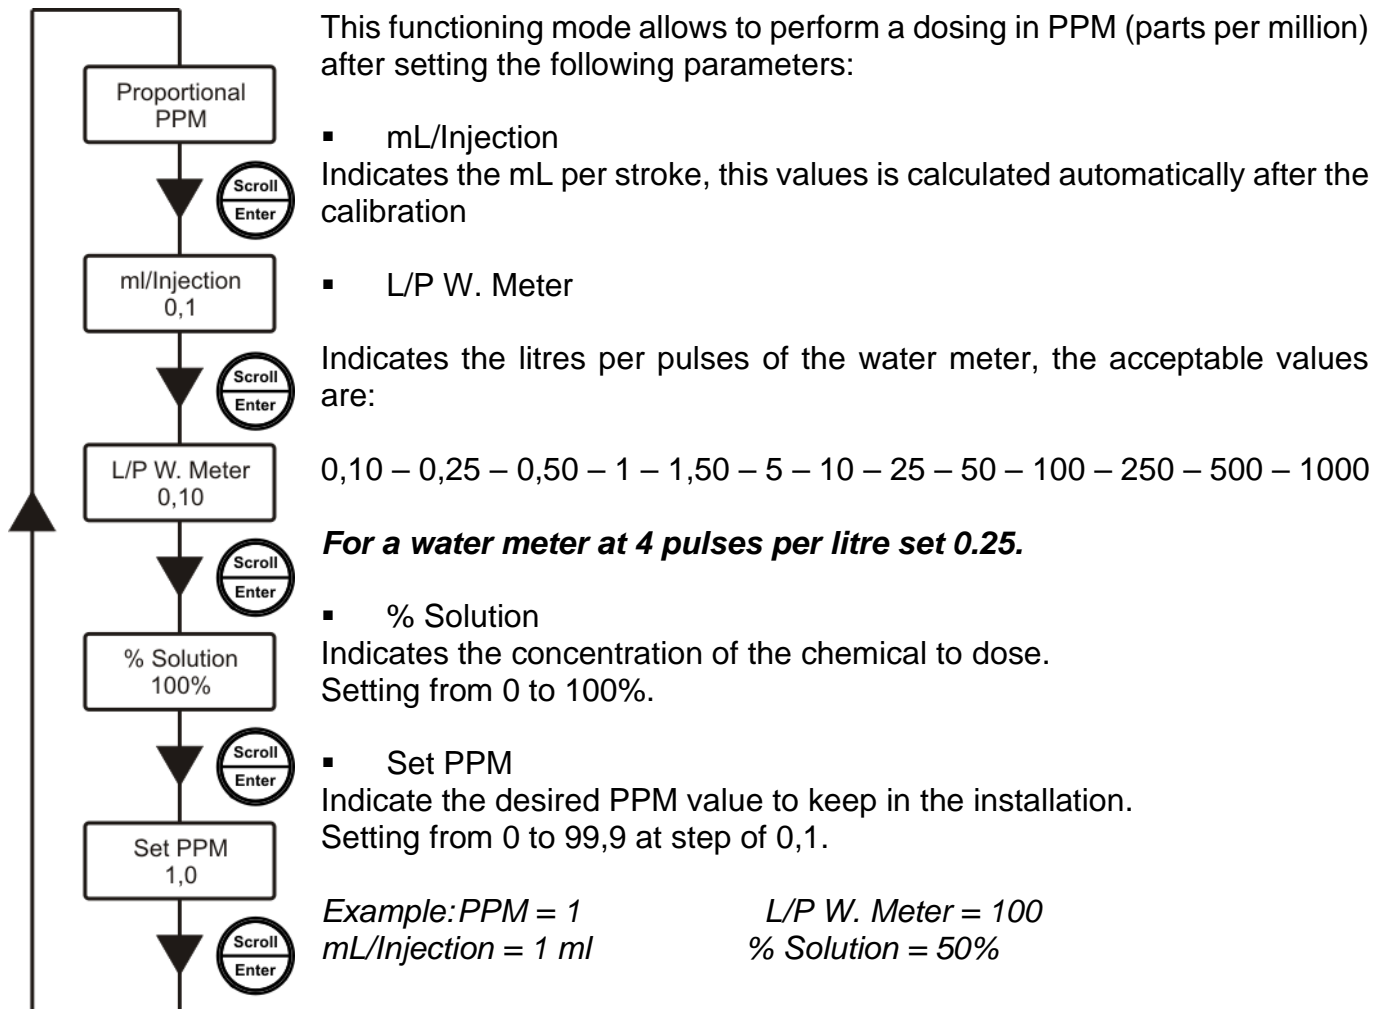 Proportional
PPM
Scroll
Enter
ml/Injection
0,1
Scroll
Enter
L/P W. Meter
0,10
Scroll
Enter
% Solution
100%
Scroll
Enter
Set PPM
1,0
Scroll
Enter
This functioning mode allows to perform a dosing in PPM (parts per million)
after setting the following parameters:
▪ mL/Injection
Indicates the mL per stroke, this values is calculated automatically after the
calibration
▪ L/P W. Meter
Indicates the litres per pulses of the water meter, the acceptable values
are:
0,10 – 0,25 – 0,50 – 1 – 1,50 – 5 – 10 – 25 – 50 – 100 – 250 – 500 – 1000
For a water meter at 4 pulses per litre set 0.25.
▪ % Solution
Indicates the concentration of the chemical to dose.
Setting from 0 to 100%.
▪ Set PPM
Indicate the desired PPM value to keep in the installation.
Setting from 0 to 99,9 at step of 0,1.
Example: PPM = 1 L/P W. Meter = 100
mL/Injection = 1 ml % Solution = 50%